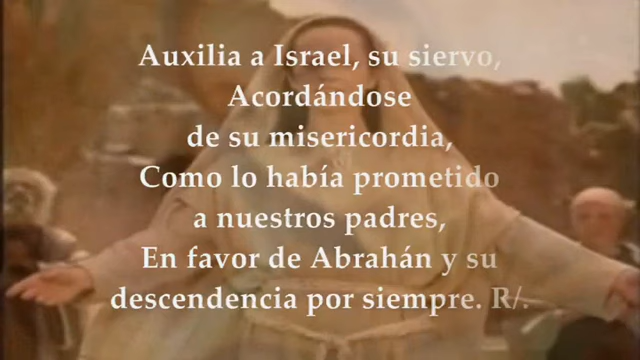 Auxilia a Israel, su siervo,
Acordándose
de su misericordia,
Como lo había prometido
a nuestros padres,
En favor de Abrahán y su
descendencia por siempre. R/.